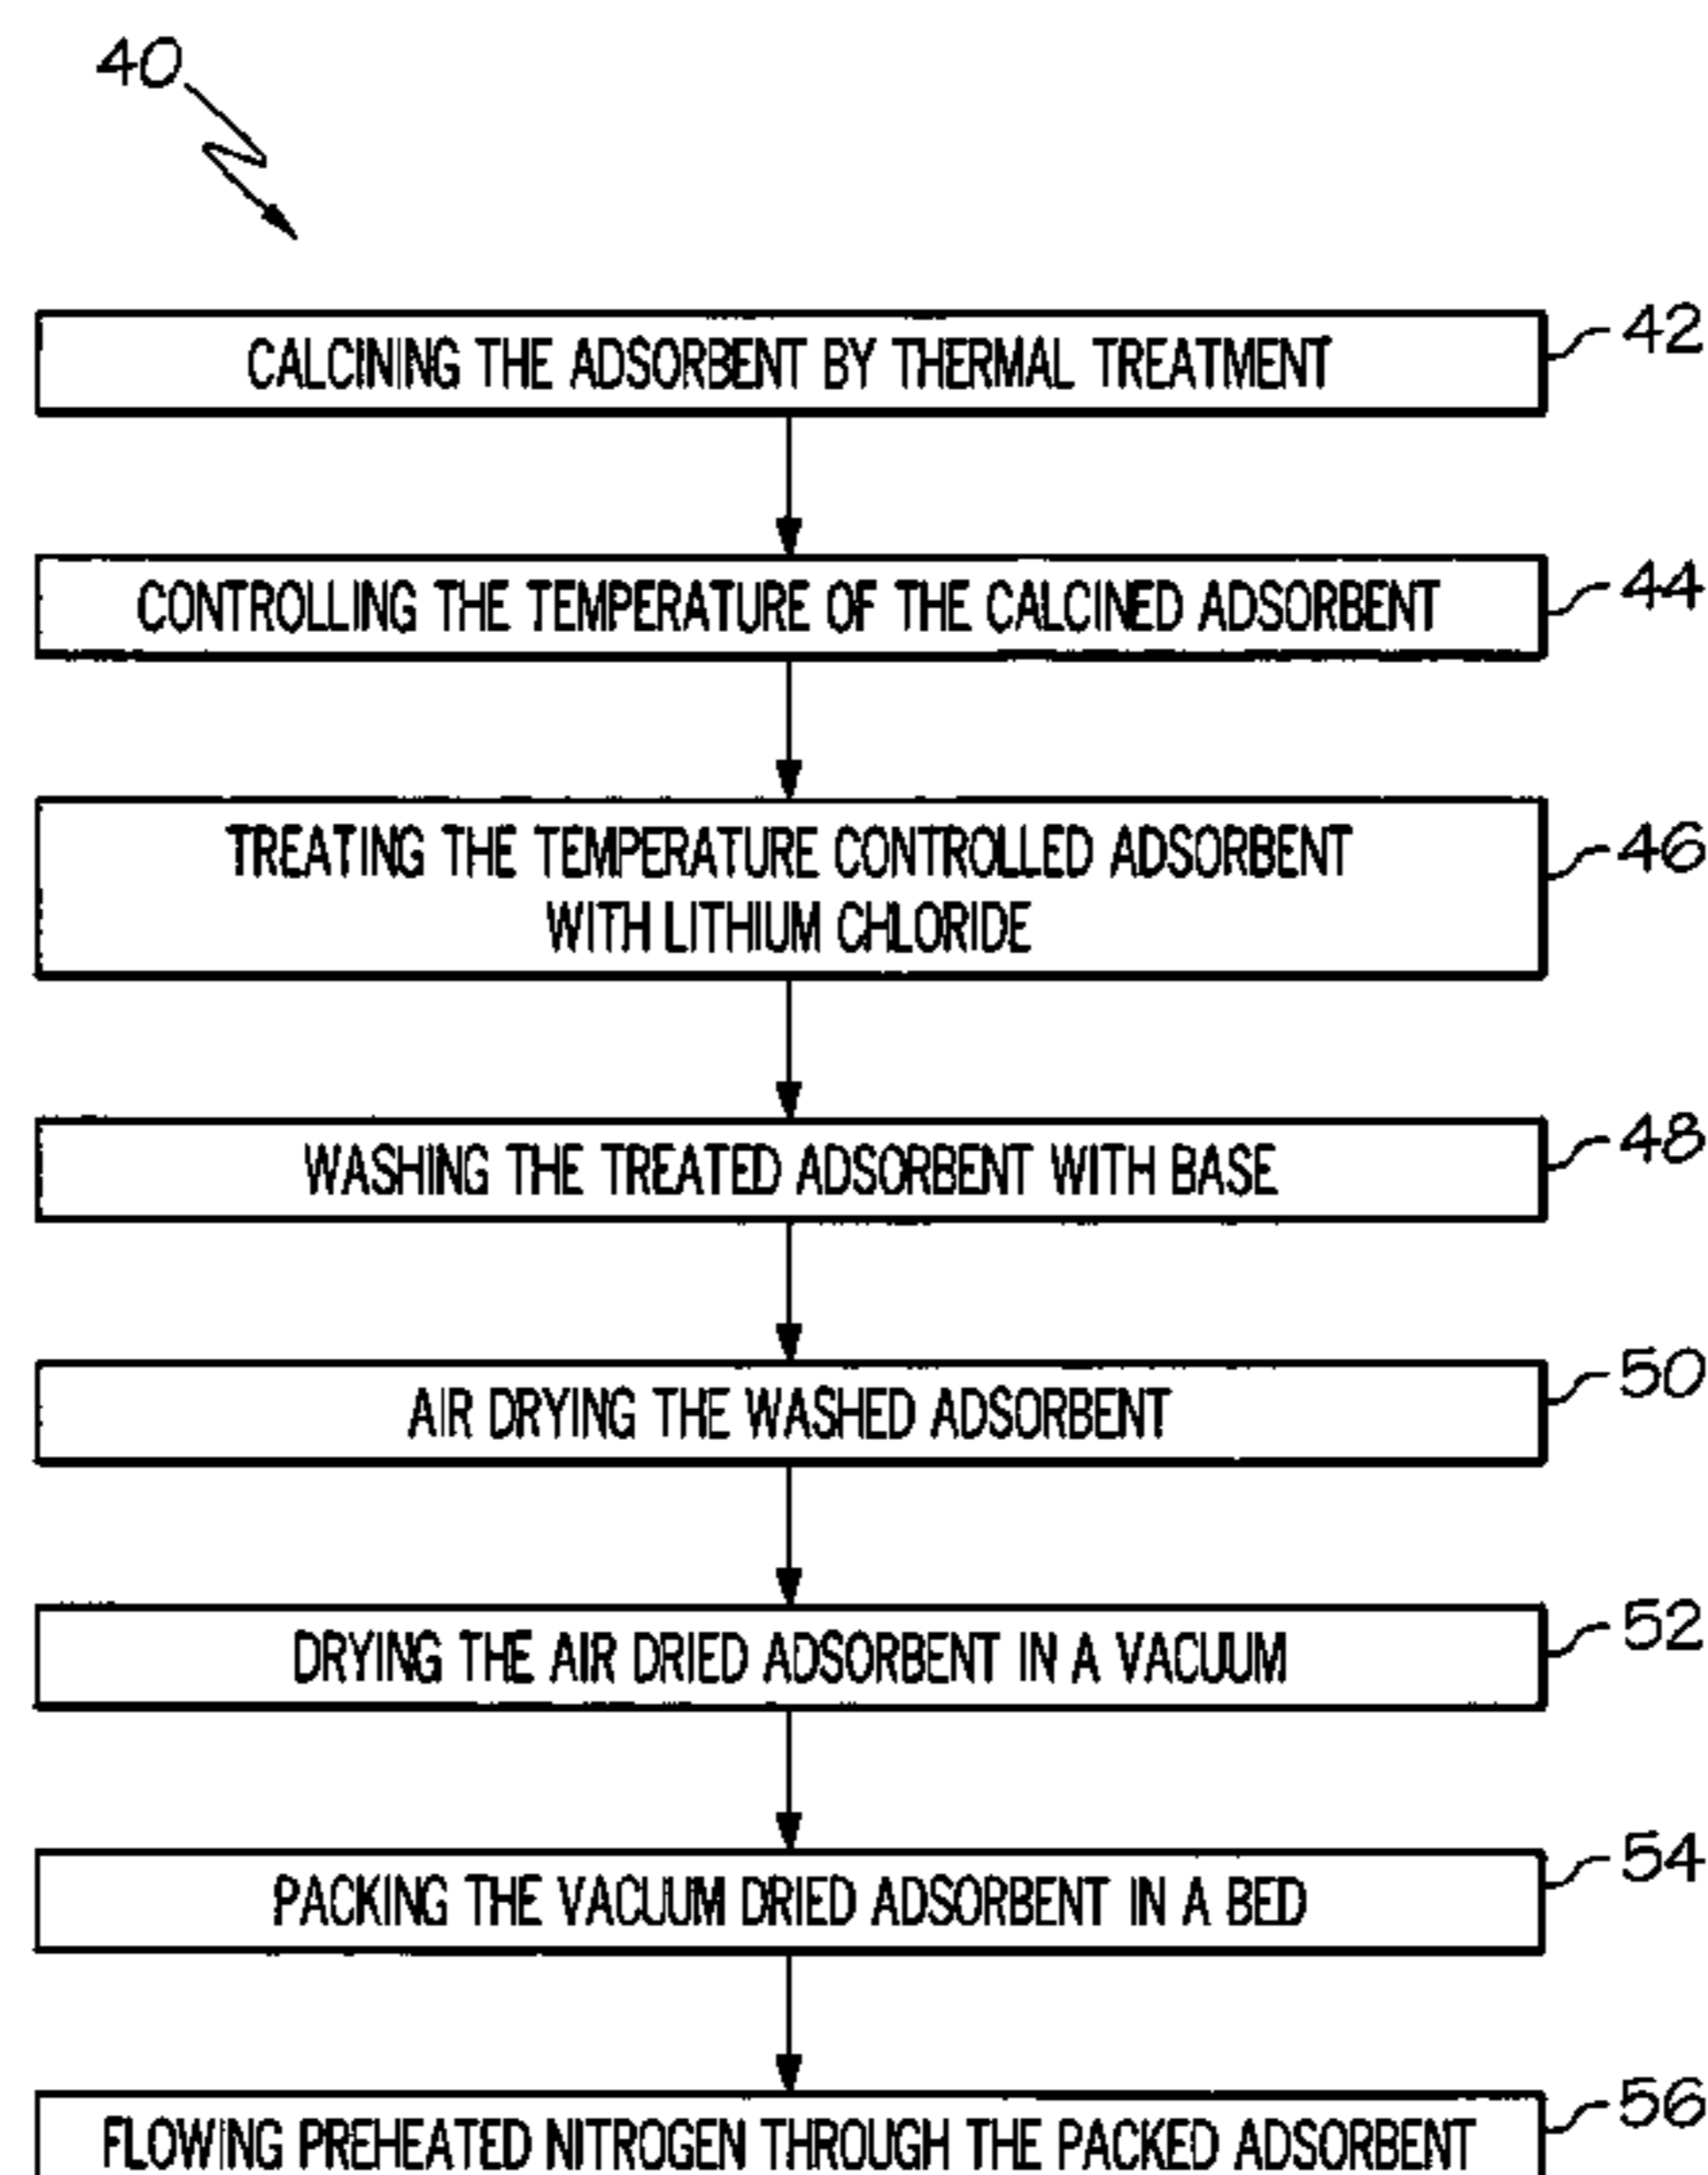 40
CALCINING THE ADSORBENT BY THERMAL TREATMENT
42
CONTROLLING THE TEMPERATURE OF THE CALCINED ADSORBENT
44
TREATING THE TEMPERATURE CONTROLLED ADSORBENT
WITH LITHIUM CHLORIDE
46
WASHING THE TREATED ADSORBENT WITH BASE
48
AIR DRYING THE WASHED ADSORBENT
50
DRYING THE AIR DRIED ADSORBENT IN A VACUUM
52
PACKING THE VACUUM DRIED ADSORBENT IN A BED
54
FLOWING PREHEATED NITROGEN THROUGH THE PACKED ADSORBENT
56